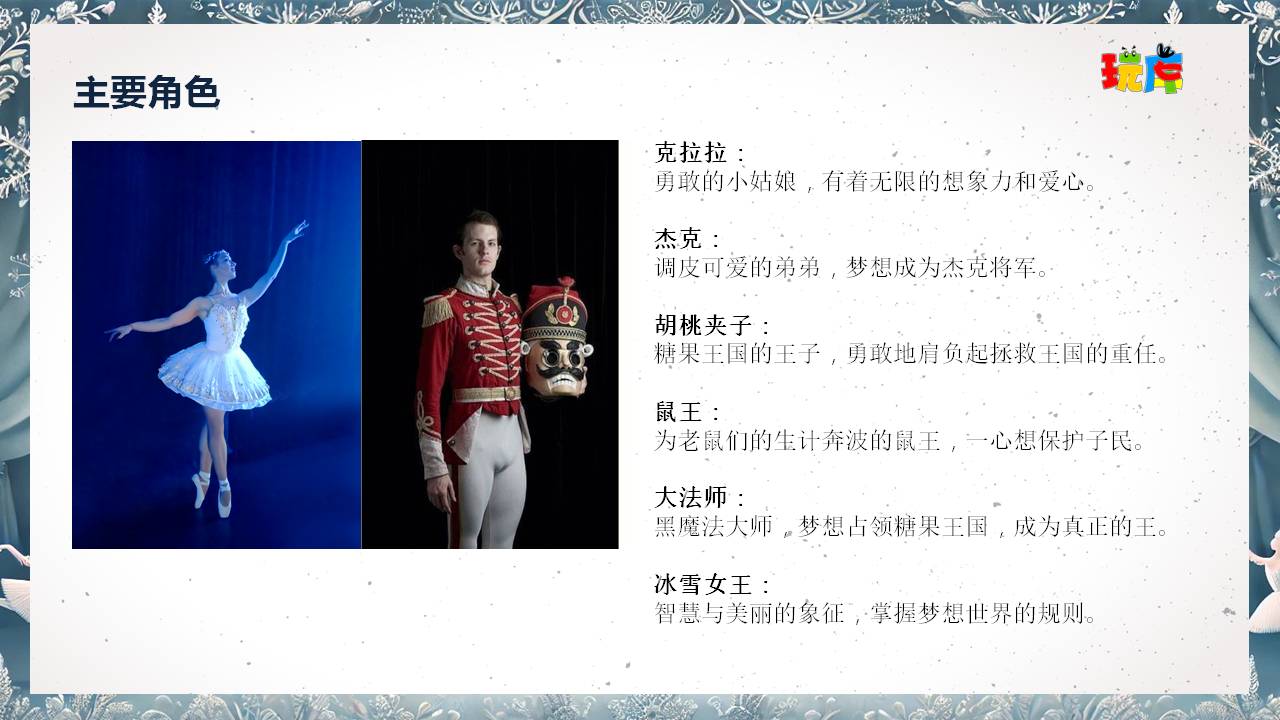 主要角色
玩库
克拉拉：
勇敢的小姑娘，有着无限的想象力和爱心。
杰克：
调皮可爱的弟弟，梦想成为杰克将军。
胡桃夹子：
糖果王国的王子，勇敢地肩负起拯救王国的重任。
鼠王：
为老鼠们的生计奔波的鼠王，一心想保护子民。
大法师：
黑魔法大师，梦想占领糖果王国，成为真正的王。
冰雪女王：
智慧与美丽的象征，掌握梦想世界的规则。